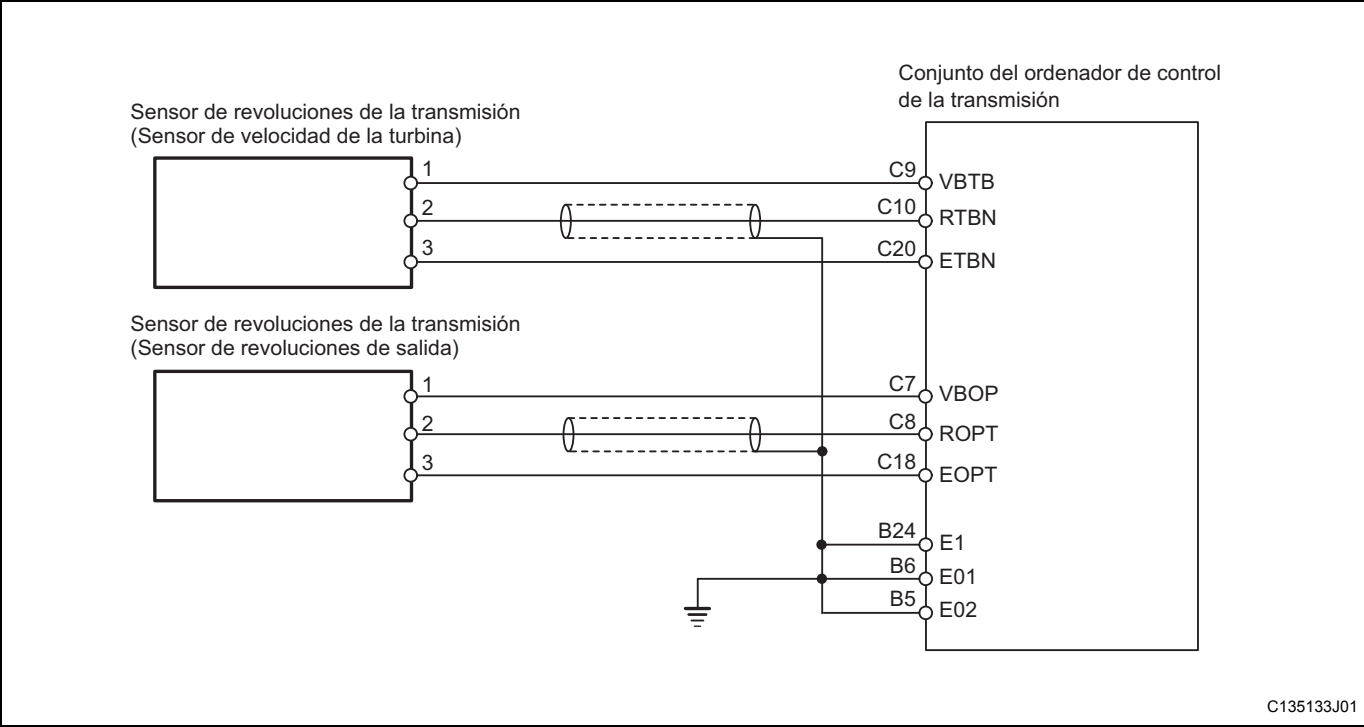 Conjunto del ordenador de control
de la transmisión
Sensor de revoluciones de la transmisión
(Sensor de velocidad de la turbina)
1 C9 VBTB
2 C10 RTBN
3 C20 ETBN
Sensor de revoluciones de la transmisión
(Sensor de revoluciones de salida)
1 C7 VBOP
2 C8 ROPT
3 C18 EOPT
B24 E1
B6 E01
B5 E02
C135133J01